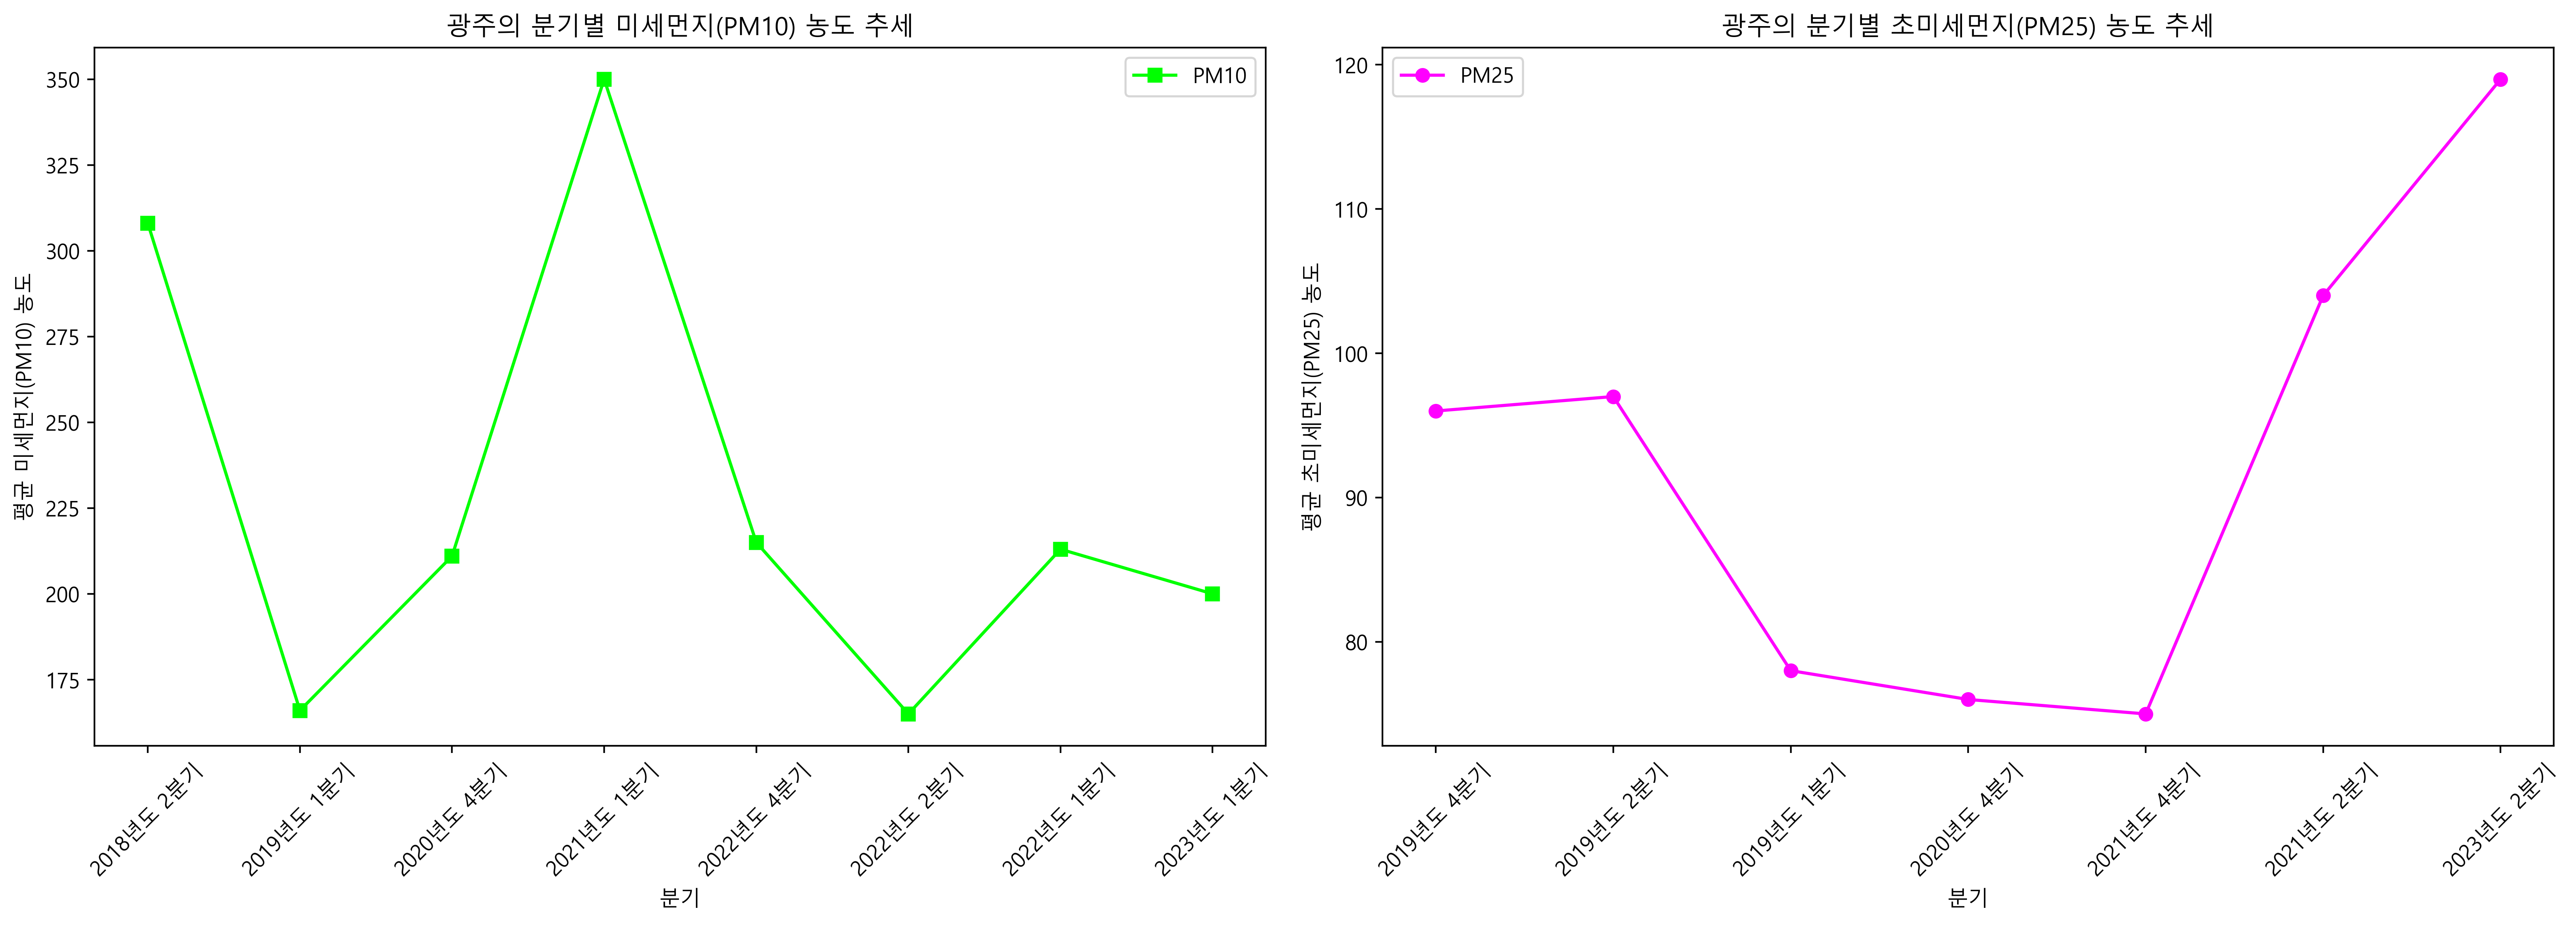 광주의 분기별 미세먼지(PM10) 농도 추세
PM10
평균 미세먼지(PM10) 농도
350
325
300
275
250
225
200
175
2018년도 2분기
2019년도 1분기
2020년도 4분기
2021년도 1분기
2022년도 4분기
2022년도 2분기
2022년도 1분기
2023년도 1분기
분기
광주의 분기별 초미세먼지(PM25) 농도 추세
PM25
평균 초미세먼지(PM25) 농도
120
110
100
90
80
2019년도 4분기
2019년도 2분기
2019년도 1분기
2020년도 4분기
2021년도 4분기
2021년도 2분기
2023년도 2분기
분기